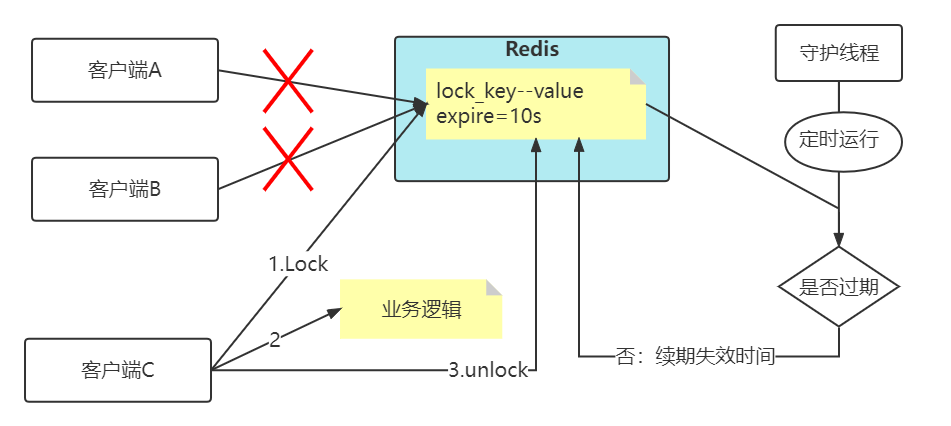 Redis
守护线程
客户端A
lock_key--value
expire=10s
定时运行
客户端B
1.Lock
是否过期
业务逻辑
2
否：续期失效时间
客户端C
3.unlock